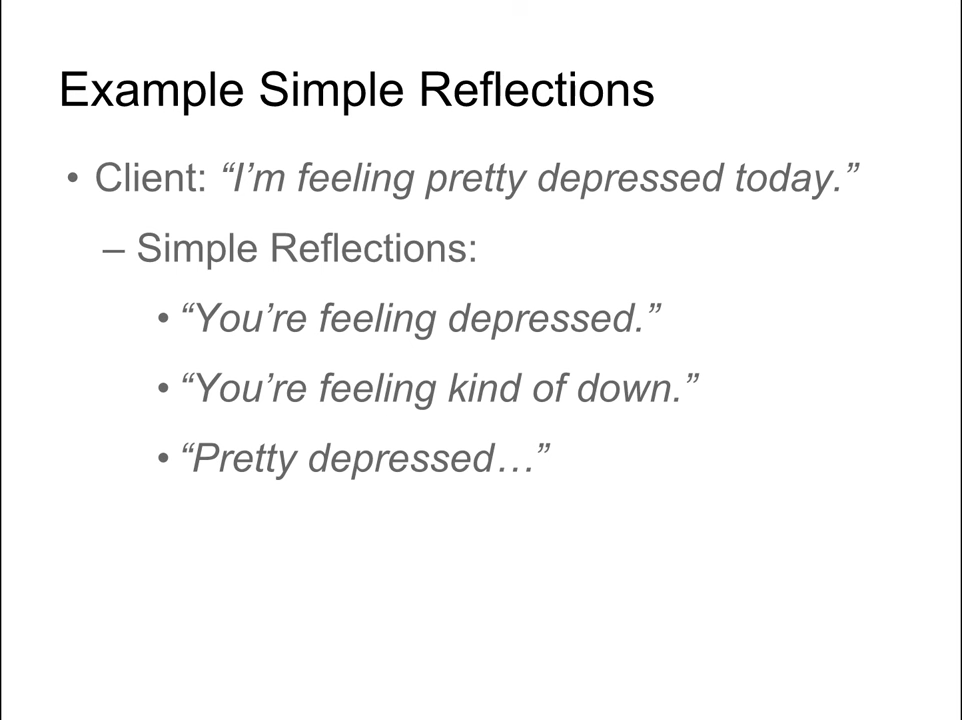 Example Simple Reflections
• Client: “I’m feeling pretty depressed today.”
– Simple Reflections:
• “You’re feeling depressed.”
• “You’re feeling kind of down.”
• “Pretty depressed…”